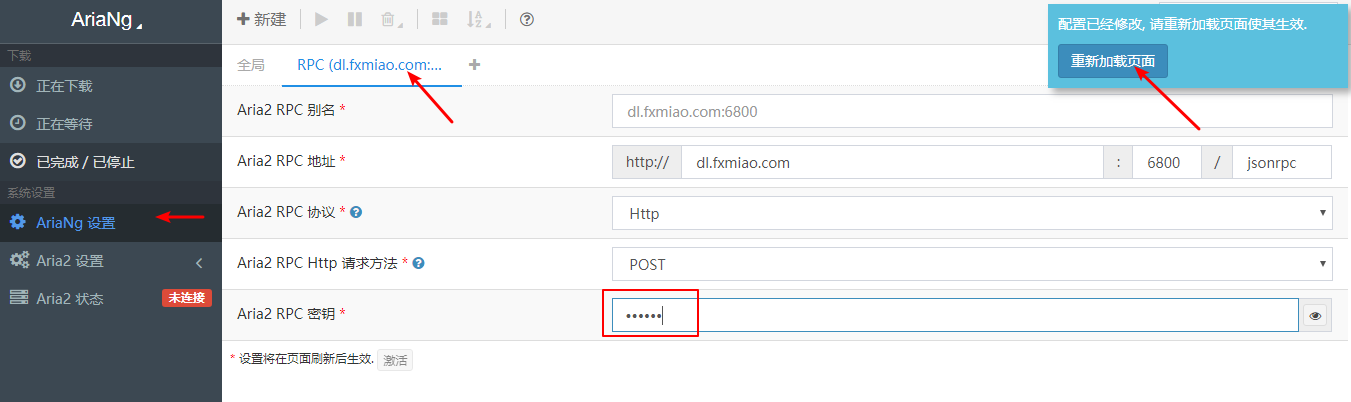 AriaNg
下载
正在下载
正在等待
已完成 / 已停止
系统设置
AriaNg 设置
Aria2 设置
Aria2 状态 未连接
新建
全局 RPC (dl.fxmiao.com:...
配置已经修改, 请重新加载页面使其生效.
重新加载页面
Aria2 RPC 别名 * dl.fxmiao.com:6800
Aria2 RPC 地址 * http:// dl.fxmiao.com : 6800 / jsonrpc
Aria2 RPC 协议 * Http
Aria2 RPC Http 请求方法 * POST
Aria2 RPC 密钥 * ••••••
* 设置将在页面刷新后生效. 激活